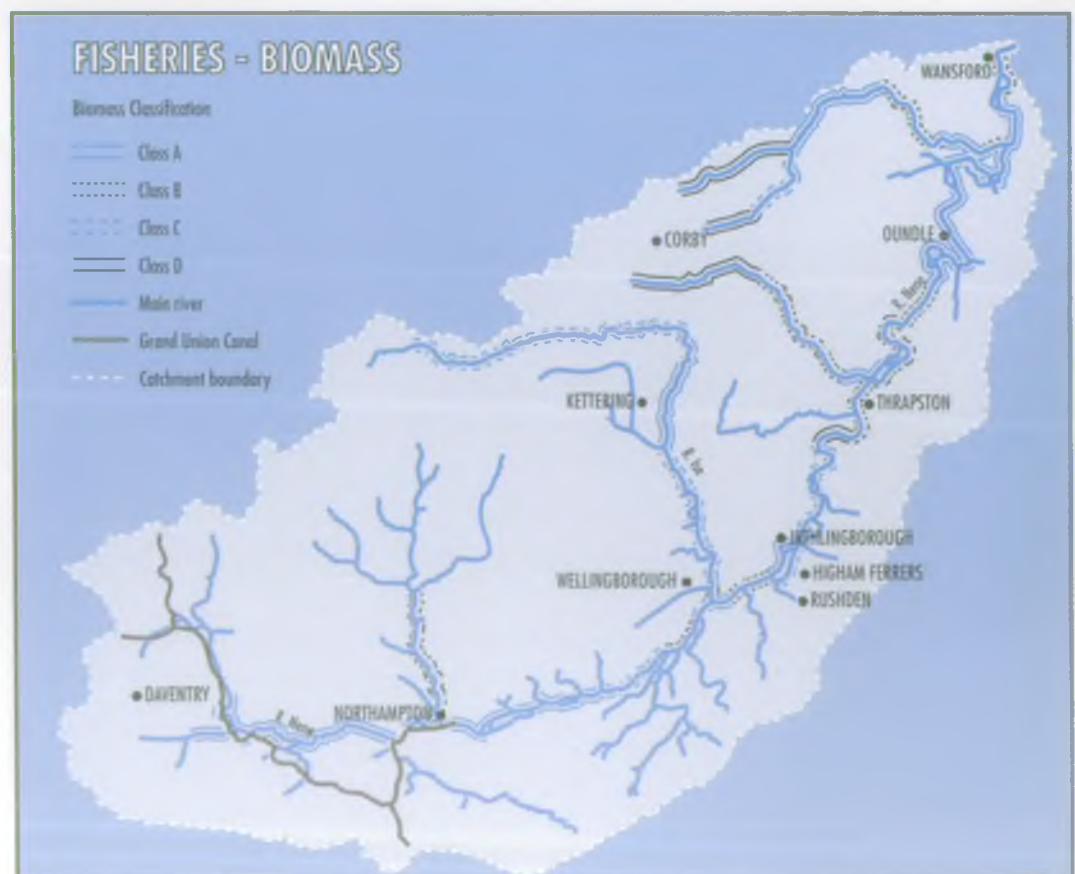 FISHERIES - BIOMASS
Biomass Classification
Class A
Class B
Class C
Class D
Main river
Grand Union Canal
Catchment boundary
WANSFORD
CORBY
OUNDLE
R. Nene
KETTERING
THRAPSTON
R. Ise
IRTHLINGBOROUGH
WELLINGBOROUGH
HIGHAM FERRERS
RUSHDEN
DAVENTRY
R. Nene
NORTHAMPTON